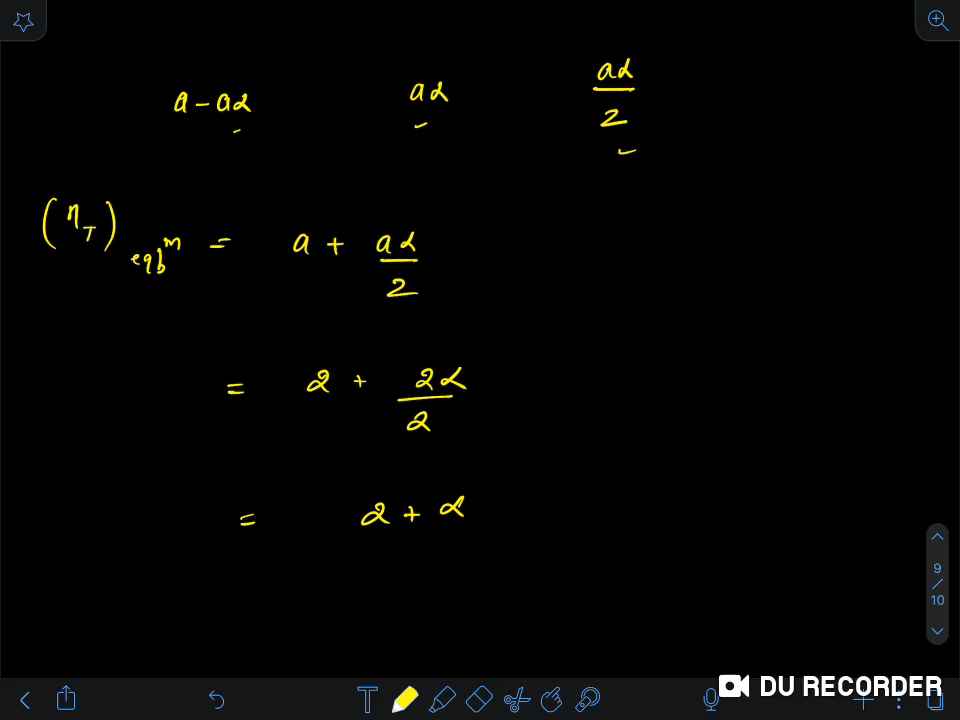 a - aα    aα    aα/2
(n_T)_eqb^m = a + aα/2
= 2 + 2α/2
= 2 + α
9
/
10
T
DU RECORDER